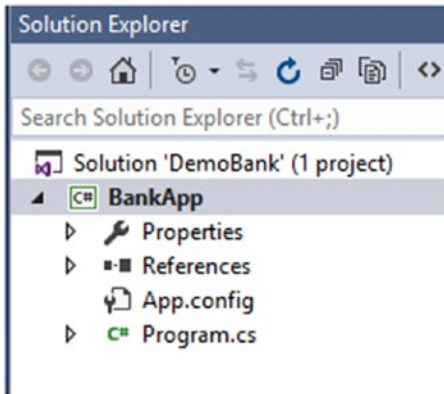 Solution Explorer
Search Solution Explorer (Ctrl+;)
Solution 'DemoBank' (1 project)
C# BankApp
Properties
References
App.config
C# Program.cs